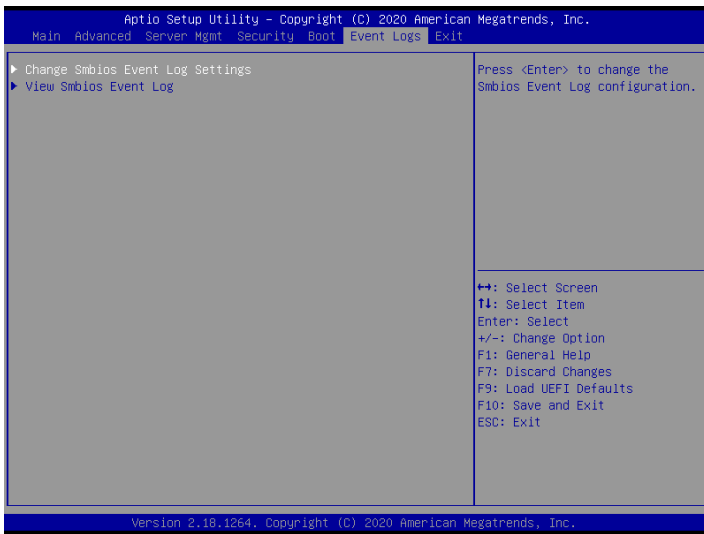 Aptio Setup Utility – Copyright (C) 2020 American Megatrends, Inc.
Main Advanced Server Mgmt Security Boot Event Logs Exit
▶ Change Smbios Event Log Settings
▶ View Smbios Event Log
Press <Enter> to change the
Smbios Event Log configuration.
↔: Select Screen
↑↓: Select Item
Enter: Select
+/-: Change Option
F1: General Help
F7: Discard Changes
F9: Load UEFI Defaults
F10: Save and Exit
ESC: Exit
Version 2.18.1264. Copyright (C) 2020 American Megatrends, Inc.